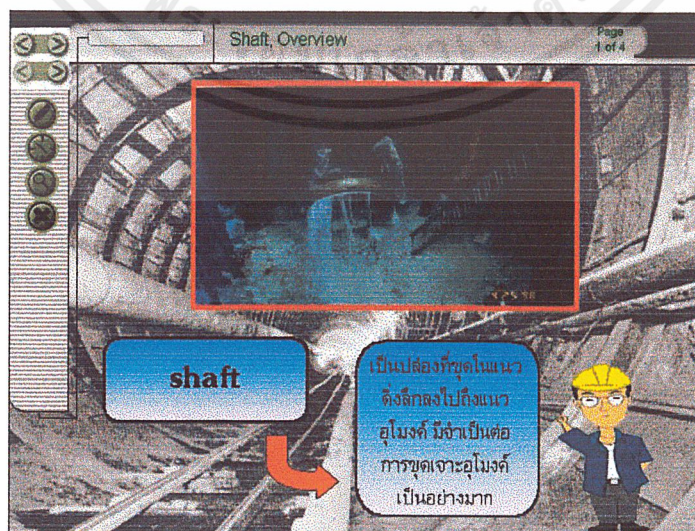 Shaft, Overview
Page
1 of 4
shaft
เป็นปล่องที่ขุดในแนว
ดิ่งลึกลงไปถึงแนว
อุโมงค์ มีจำเป็นต่อ
การขุดเจาะอุโมงค์
เป็นอย่างมาก